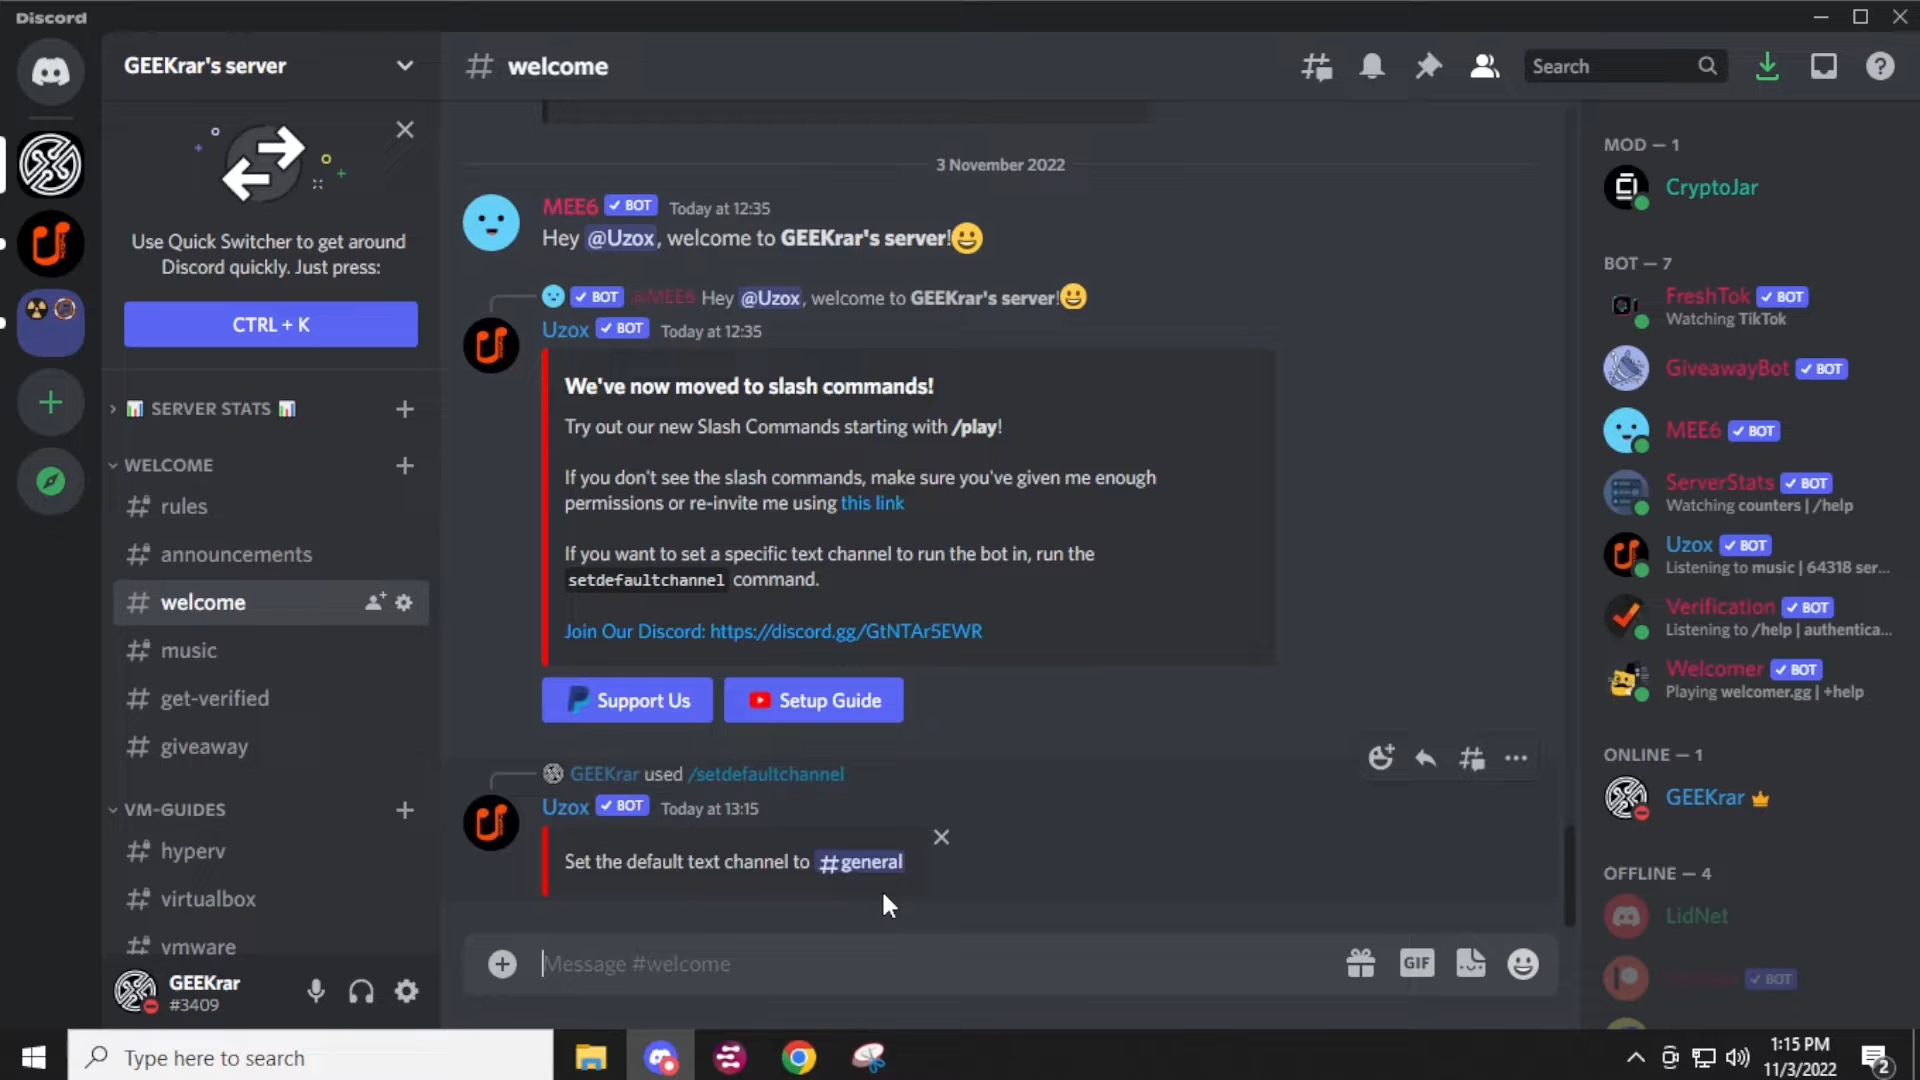 Discord
GEEKrar's server
Use Quick Switcher to get around
Discord quickly. Just press:
CTRL + K
SERVER STATS
WELCOME
rules
announcements
welcome
music
get-verified
giveaway
VM-GUIDES
hyperv
virtualbox
vmware
GEEKrar
#3409
# welcome
Search
3 November 2022
MEE6 ✓ BOT Today at 12:35
Hey @Uzox, welcome to GEEKrar's server!😀
✓ BOT @MEE6 Hey @Uzox, welcome to GEEKrar's server!😀
Uzox ✓ BOT Today at 12:35
We've now moved to slash commands!
Try out our new Slash Commands starting with /play!
If you don't see the slash commands, make sure you've given me enough
permissions or re-invite me using this link
If you want to set a specific text channel to run the bot in, run the
setdefaultchannel command.
Join Our Discord: https://discord.gg/GtNTAr5EWR
Support Us
Setup Guide
GEEKrar used /setdefaultchannel
Uzox ✓ BOT Today at 13:15
Set the default text channel to #general
Message #welcome
GIF
MOD — 1
CryptoJar
BOT — 7
FreshTok ✓ BOT
Watching TikTok
GiveawayBot ✓ BOT
MEE6 ✓ BOT
ServerStats ✓ BOT
Watching counters | /help
Uzox ✓ BOT
Listening to music | 64318 ser...
Verification ✓ BOT
Listening to /help | authentica...
Welcomer ✓ BOT
Playing welcomer.gg | +help
ONLINE — 1
GEEKrar
OFFLINE — 4
LidNet
✓ BOT
Type here to search
1:15 PM
11/3/2022
2